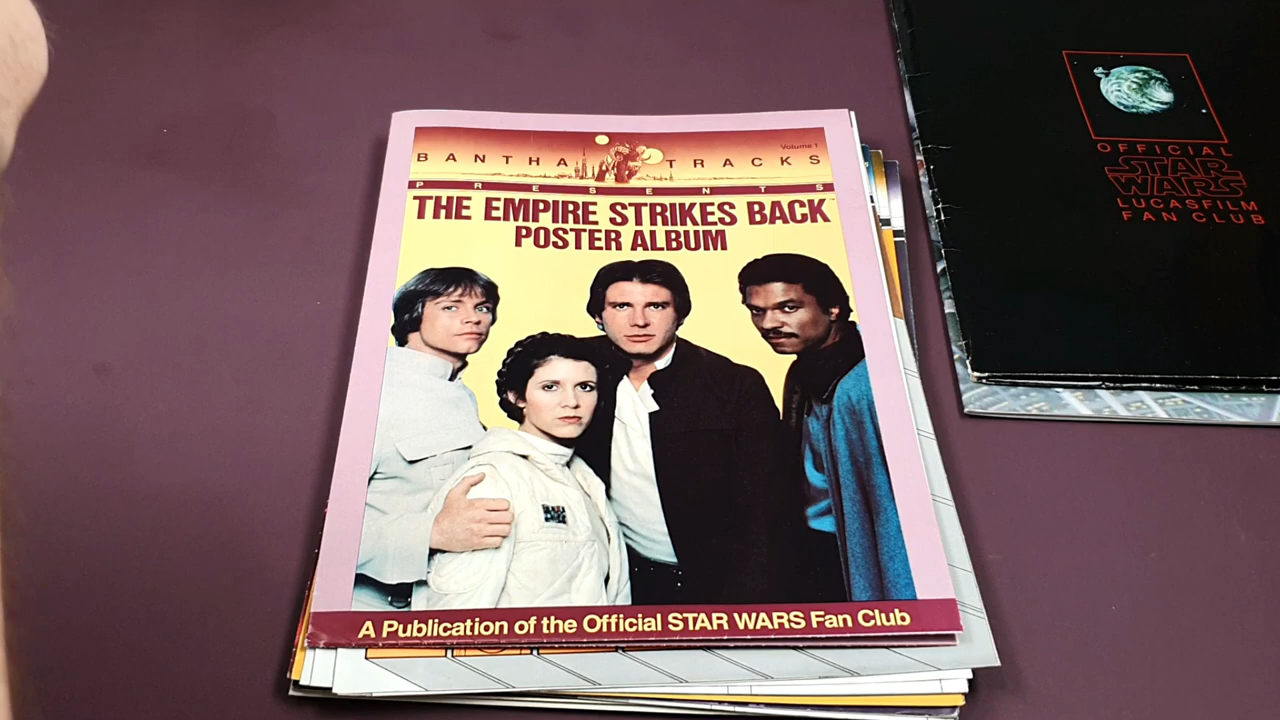 Volume 1
BANTHA TRACKS
PRESENTS
THE EMPIRE STRIKES BACK™
POSTER ALBUM
A Publication of the Official STAR WARS Fan Club
OFFICIAL
STAR
WARS
LUCASFILM
FAN CLUB